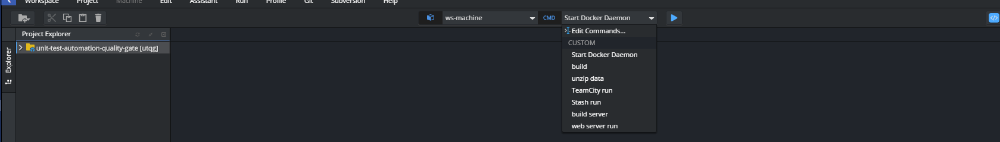 Workspace Project Machine Edit Assistant Run Profile Git Subversion Help
ws-machine CMD Start Docker Daemon
Project Explorer
unit-test-automation-quality-gate [utqg]
Explorer
Edit Commands...
CUSTOM
Start Docker Daemon
build
unzip data
TeamCity run
Stash run
build server
web server run